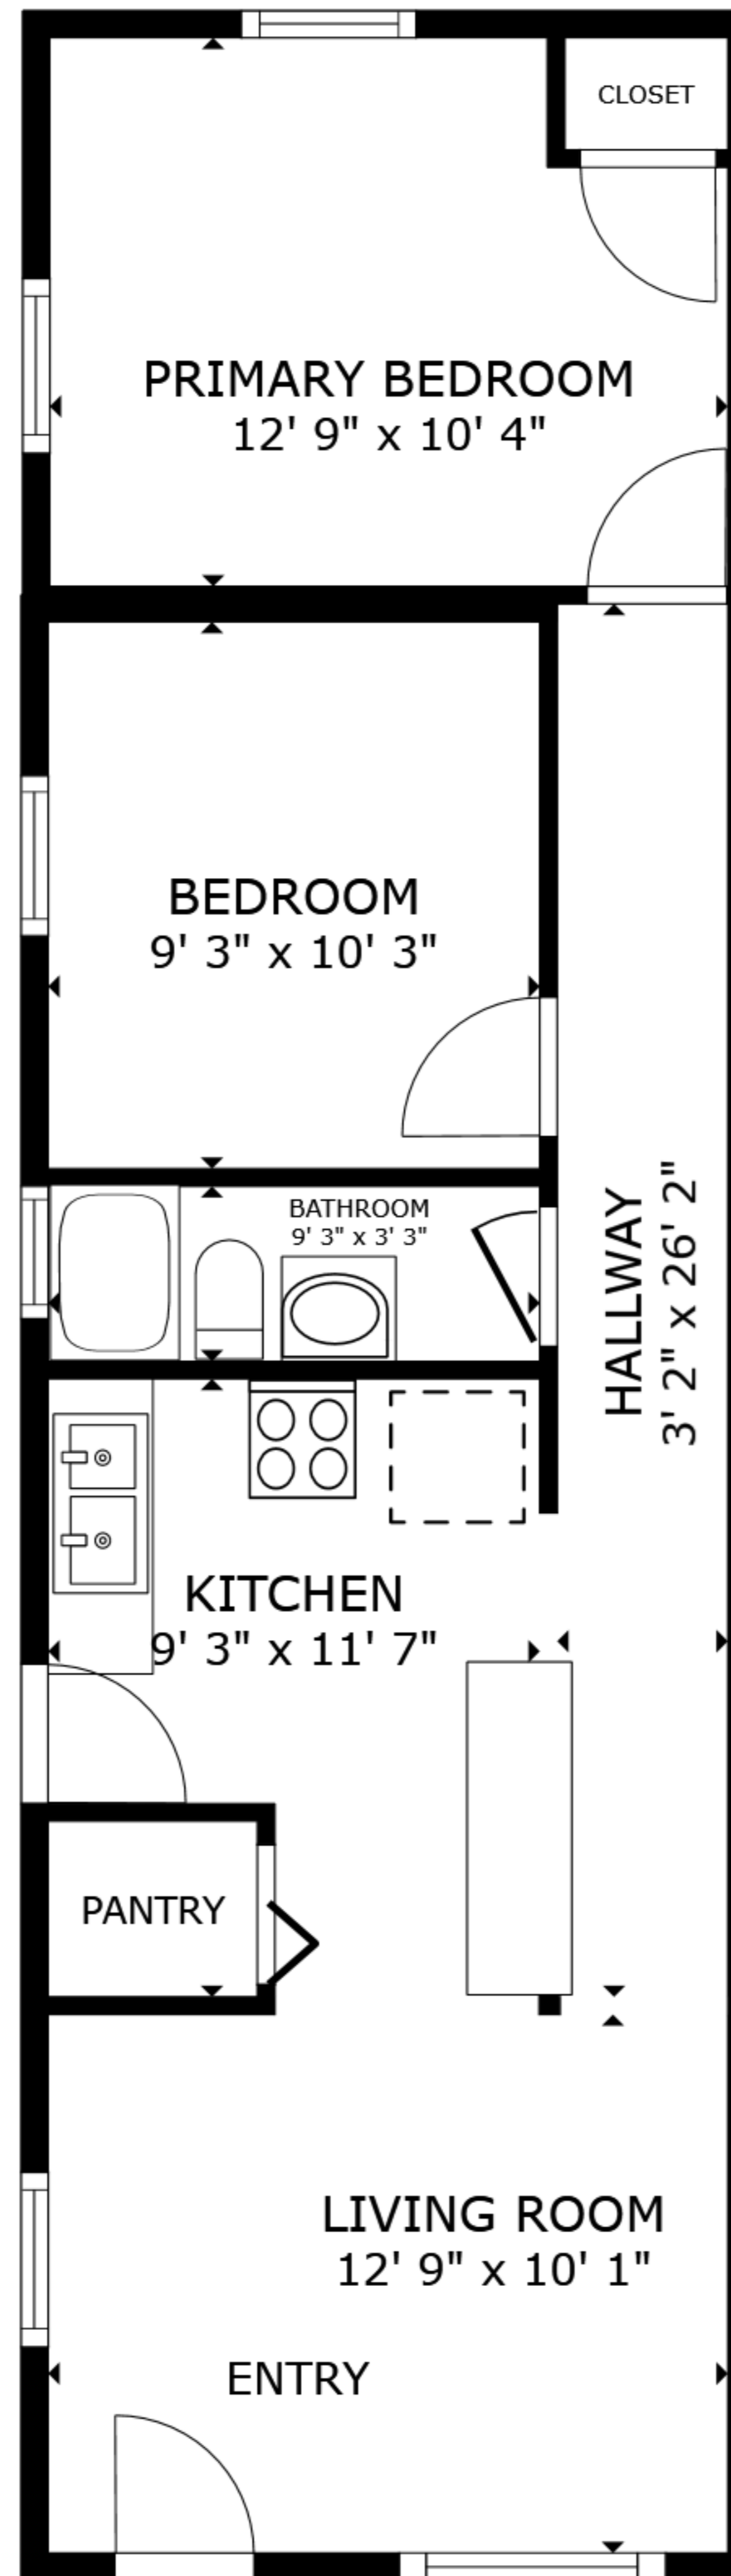 CLOSET
PRIMARY BEDROOM
12' 9" x 10' 4"
BEDROOM
9' 3" x 10' 3"
BATHROOM
9' 3" x 3' 3"
HALLWAY
3' 2" x 26' 2"
KITCHEN
9' 3" x 11' 7"
PANTRY
LIVING ROOM
12' 9" x 10' 1"
ENTRY